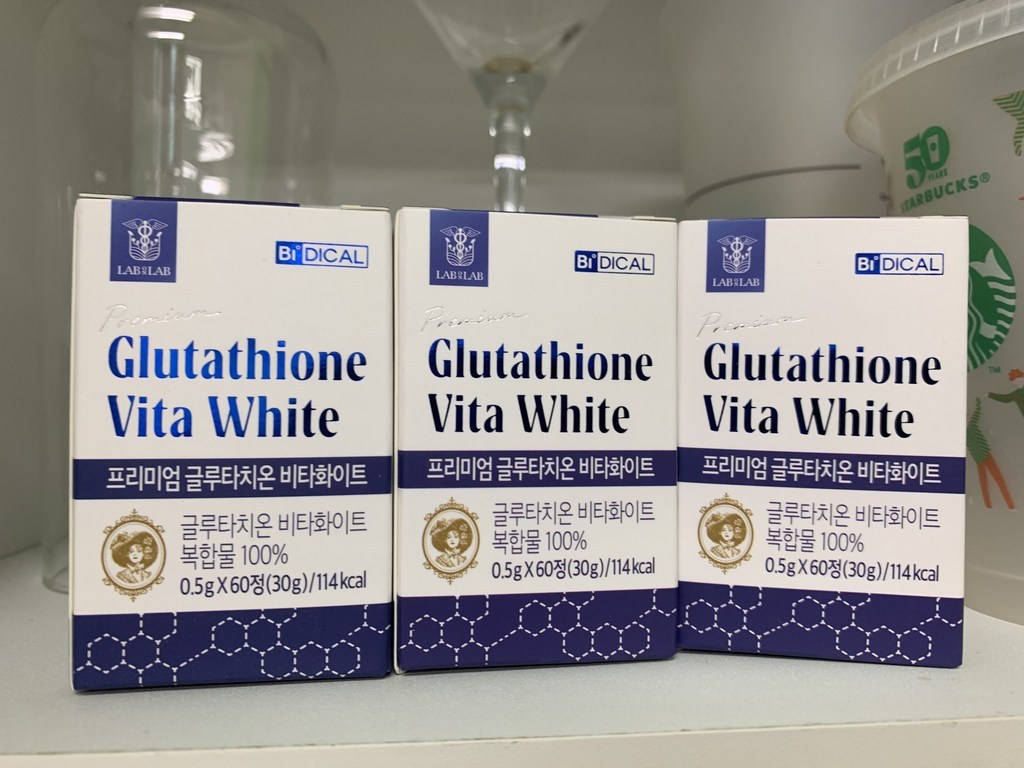 LAB N LAB
Bi°DICAL
Premium
Glutathione
Vita White
프리미엄 글루타치온 비타화이트
글루타치온 비타화이트
복합물 100%
0.5g X 60정(30g)/114kcal
LAB N LAB
Bi°DICAL
Premium
Glutathione
Vita White
프리미엄 글루타치온 비타화이트
글루타치온 비타화이트
복합물 100%
0.5g X 60정(30g)/114kcal
LAB N LAB
Bi°DICAL
Premium
Glutathione
Vita White
프리미엄 글루타치온 비타화이트
글루타치온 비타화이트
복합물 100%
0.5g X 60정(30g)/114kcal
50
YEARS
STARBUCKS®
TM